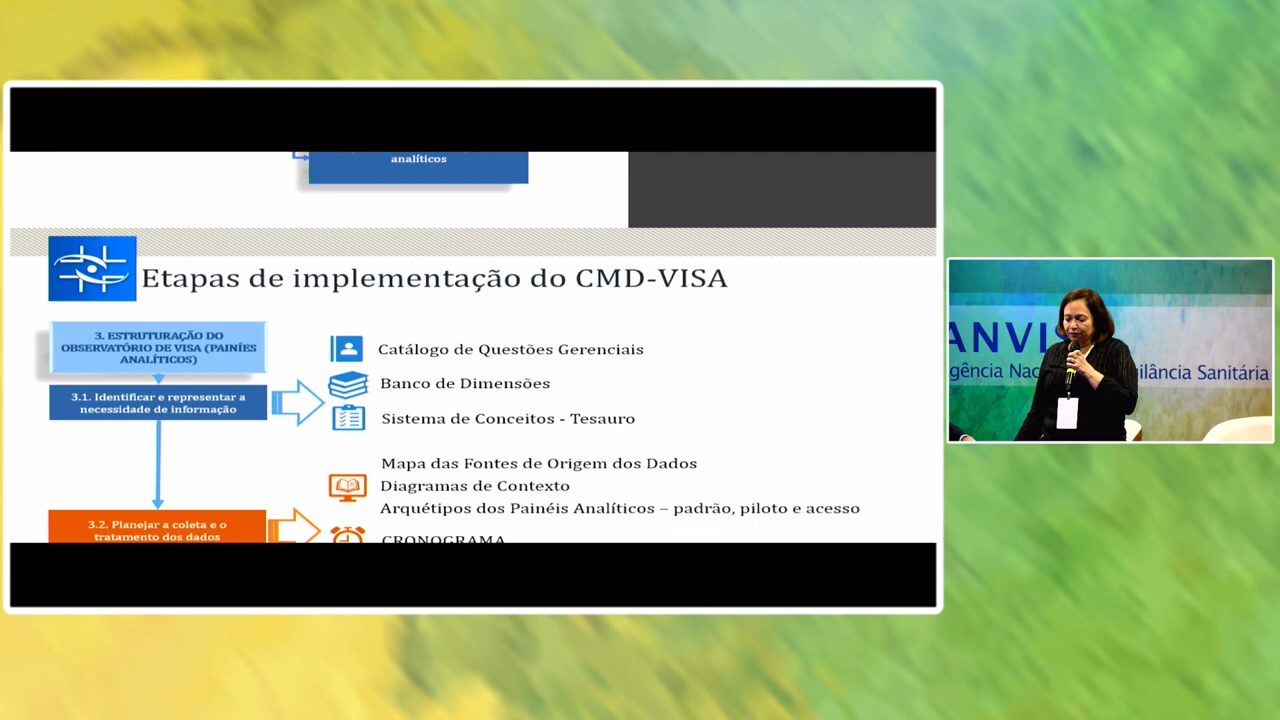 analíticos
Etapas de implementação do CMD-VISA
3. ESTRUTURAÇÃO DO
OBSERVATÓRIO DE VISA (PAINÍES
ANALÍTICOS)
3.1. Identificar e representar a
necessidade de informação
Catálogo de Questões Gerenciais
Banco de Dimensões
Sistema de Conceitos - Tesauro
Mapa das Fontes de Origem dos Dados
Diagramas de Contexto
Arquétipos dos Painéis Analíticos – padrão, piloto e acesso
CRONOGRAMA
3.2. Planejar a coleta e o
tratamento dos dados
ANVIS
gência Nac gilância Sanitária